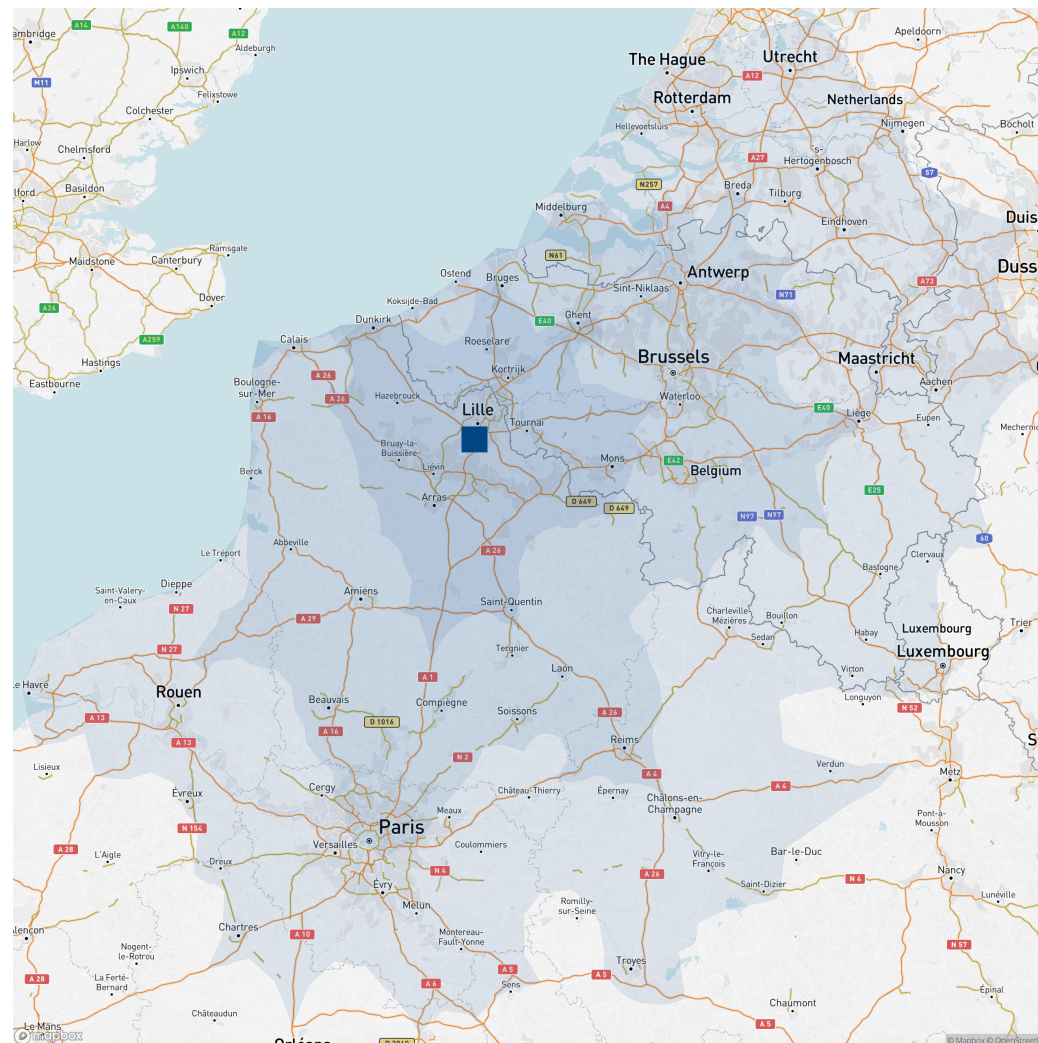 A14
A140
A12
Apeldoorn
ambridge
Aldeburgh
The Hague
Utrecht
Ipswich
A12
M11
Felixstowe
Rotterdam
Netherlands
Colchester
Hellevoetsluis
Nijmegen
Bocholt
Harlow
Chelmsford
's-
Hertogenbosch
A27
57
Basildon
N257
Breda
Tilburg
lford
Middelburg
A4
Eindhoven
Duis
Ramsgate
Maidstone
Canterbury
N61
Antwerp
Duss
Ostend
Bruges
Sint-Niklaas
N71
A73
Dover
Koksijde-Bad
A26
Dunkirk
E40
Ghent
A259
Calais
Roeselare
Brussels
Maastricht
Hastings
Kortrijk
Eastbourne
Boulogne-
sur-Mer
A 26
A 26
Hazebrouck
Aachen
Waterloo
A 16
Lille
Tournai
E40
Liège
Eupen
Mechernic
Bruay-la-
Buissière
Mons
E42
Belgium
Berck
Liévin
E25
Arras
D 649
D 649
N97
N97
60
Abbeville
Le Tréport
A 26
Clervaux
Bastogne
Saint-Valery-
en-Caux
Dieppe
Amiens
Saint-Quentin
N 27
A 29
Charleville-
Mézières
Bouillon
Trier
Luxembourg
Habay
Sedan
N 27
Tergnier
Luxembourg
Laon
Virton
A 1
Le Havre
Rouen
Longuyon
Beauvais
Compiègne
Soissons
N 52
A 13
D 1016
A 26
A 16
A 13
Reims
S
N 2
Lisieux
A 4
Verdun
Metz
Cergy
Château-Thierry
Épernay
A 4
Évreux
Châlons-en-
Champagne
Meaux
Pont-à-
Mousson
N 154
Paris
Versailles
Coulommiers
A 28
L'Aigle
Vitry-le-
François
Bar-le-Duc
Dreux
N 4
A 26
N 4
Nancy
Évry
Saint-Dizier
Melun
Romilly-
sur-Seine
Lunéville
Chartres
A 10
Montereau-
Fault-Yonne
lençon
Nogent-
le-Rotrou
N 57
Troyes
A 28
La Ferté-
Bernard
A 5
A 5
A 6
Sens
Épinal
Chaumont
Châteaudun
Le Mans
A 5
mapbox
© Mapbox © OpenStreet